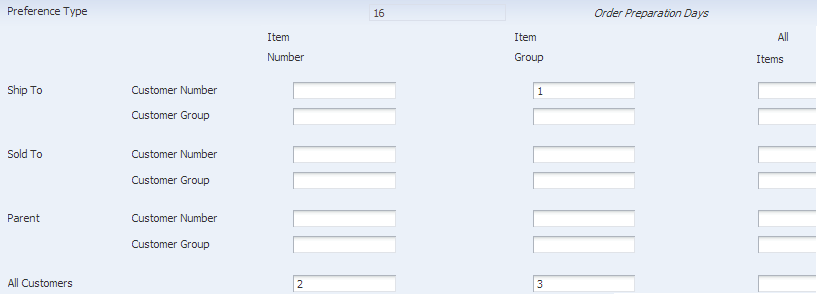 Preference Type 16 Order Preparation Days
Item Item All
Number Group Items
Ship To Customer Number 1
Customer Group
Sold To Customer Number
Customer Group
Parent Customer Number
Customer Group
All Customers 2 3